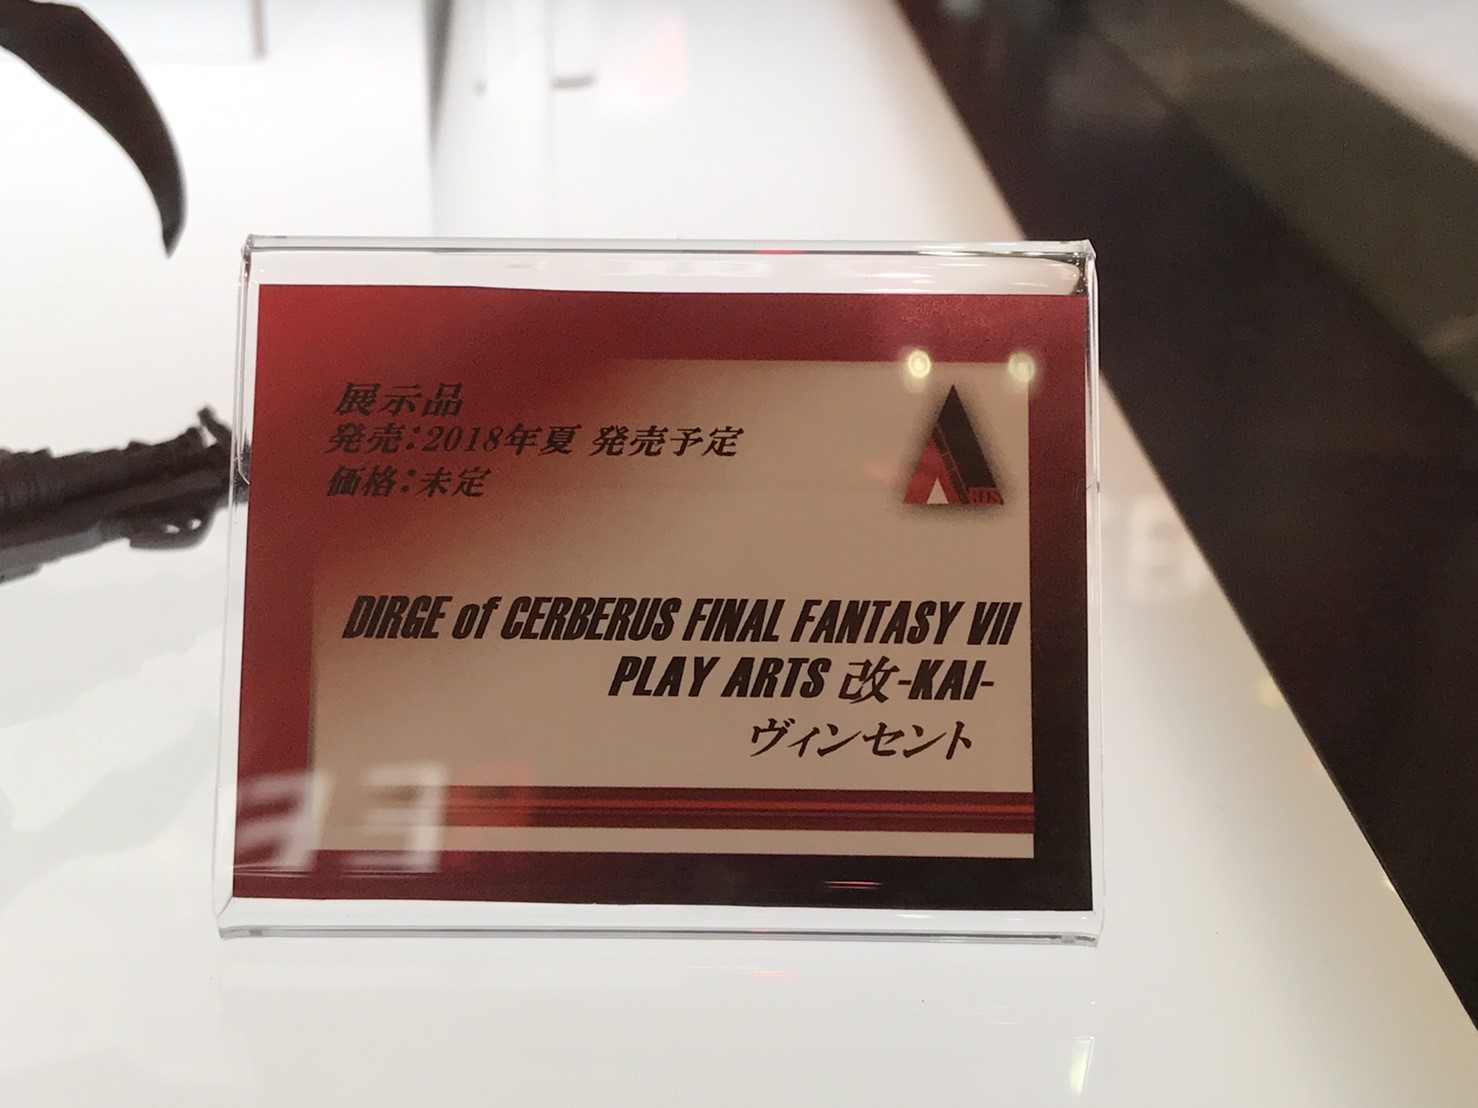 展示品
発売：2018年夏 発売予定
価格：未定
ARTS
DIRGE of CERBERUS FINAL FANTASY VII
PLAY ARTS 改-KAI-
ヴィンセント